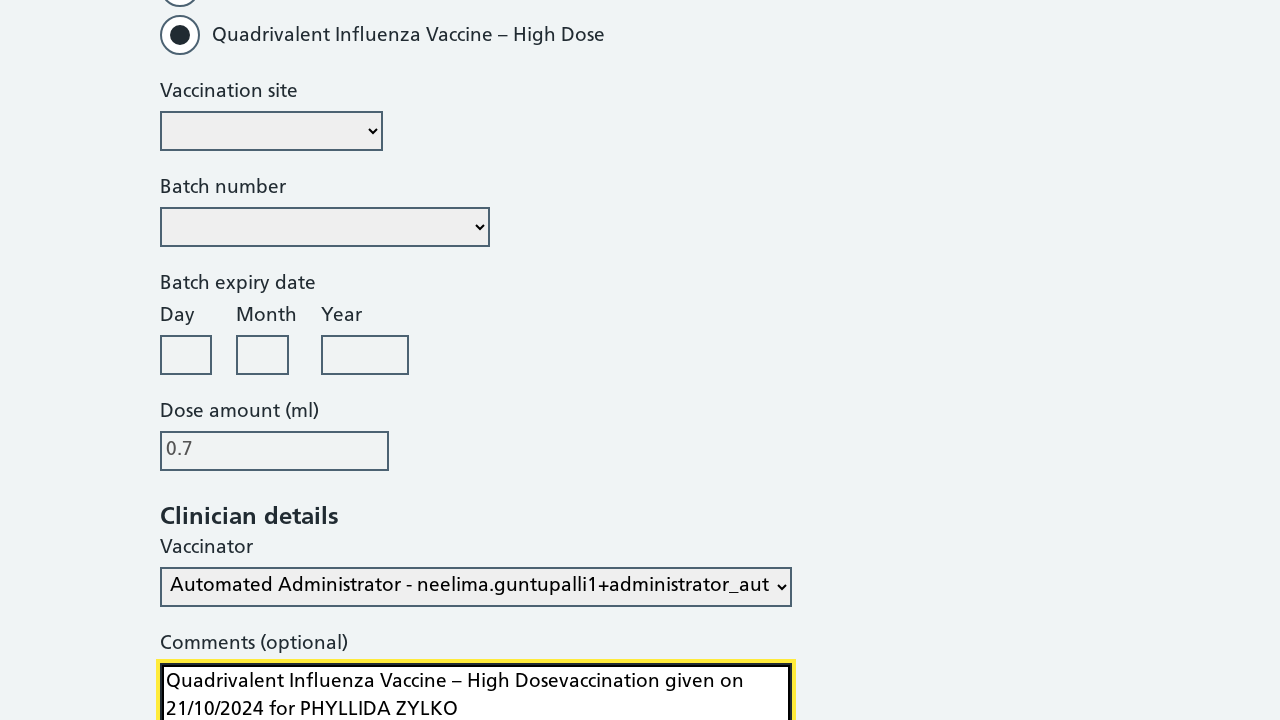 Quadrivalent Influenza Vaccine – High Dose
Vaccination site
Batch number
Batch expiry date
Day Month Year
Dose amount (ml)
0.7
Clinician details
Vaccinator
Automated Administrator - neelima.guntupalli1+administrator_aut
Comments (optional)
Quadrivalent Influenza Vaccine – High Dosevaccination given on
21/10/2024 for PHYLLIDA ZYLKO